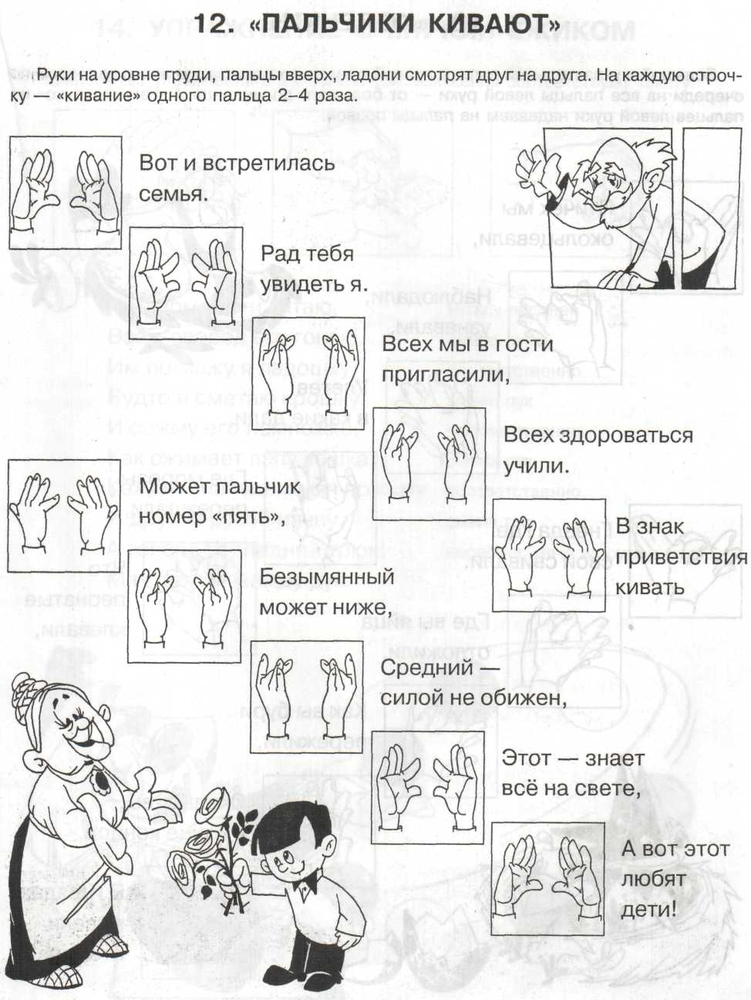 12. «ПАЛЬЧИКИ КИВАЮТ»
Руки на уровне груди, пальцы вверх, ладони смотрят друг на друга. На каждую строч-
ку — «кивание» одного пальца 2–4 раза.
Вот и встретилась
семья.
Рад тебя
увидеть я.
Всех мы в гости
пригласили,
Всех здороваться
учили.
Может пальчик
номер «пять»,
В знак
приветствия
кивать
Безымянный
может ниже,
Средний —
силой не обижен,
Этот — знает
всё на свете,
А вот этот
любят
дети!